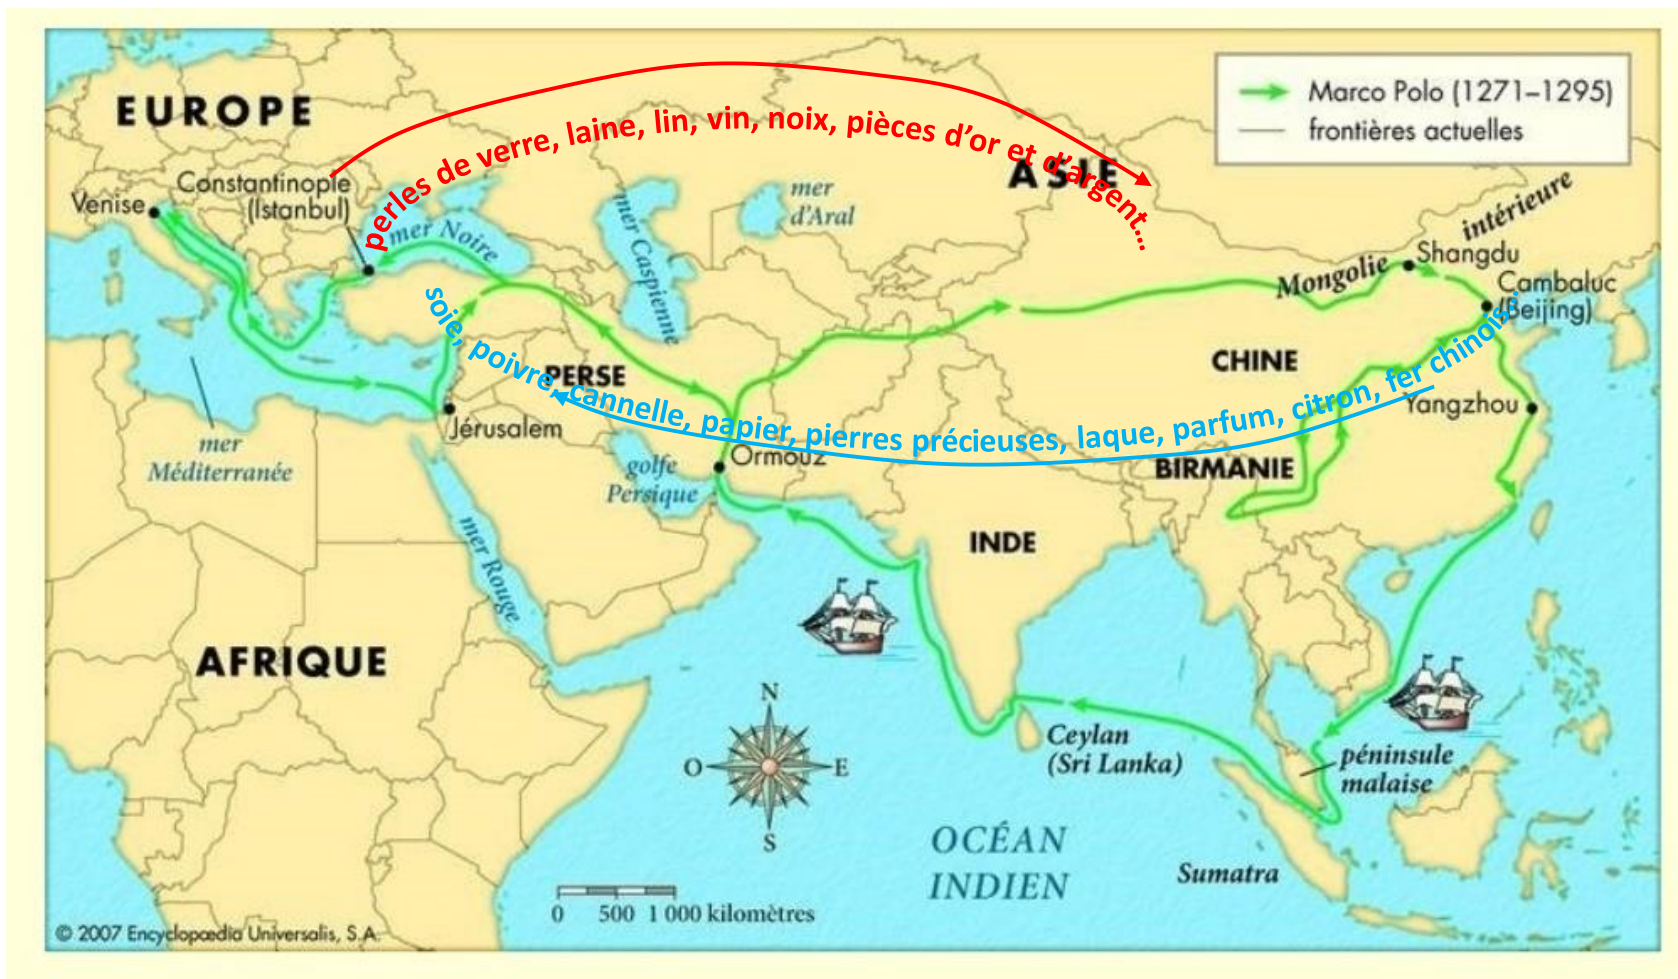 Marco Polo (1271–1295)
frontières actuelles
EUROPE
perles de verre, laine, lin, vin, noix, pièces d’or et d’argent…
ASIE
Constantinople
(Istanbul)
Venise
mer Noire
mer Caspienne
mer
d'Aral
intérieure
Mongolie
Shangdu
Cambaluc
(Beijing)
soie, poivre, cannelle, papier, pierres précieuses, laque, parfum, citron, fer chinois…
PERSE
CHINE
Yangzhou
Jérusalem
mer
Méditerranée
golfe
Persique
Ormouz
BIRMANIE
INDE
mer Rouge
AFRIQUE
N
O
E
S
Ceylan
(Sri Lanka)
péninsule
malaise
OCÉAN
INDIEN
Sumatra
0 500 1 000 kilomètres
© 2007 Encyclopædia Universalis, S.A.